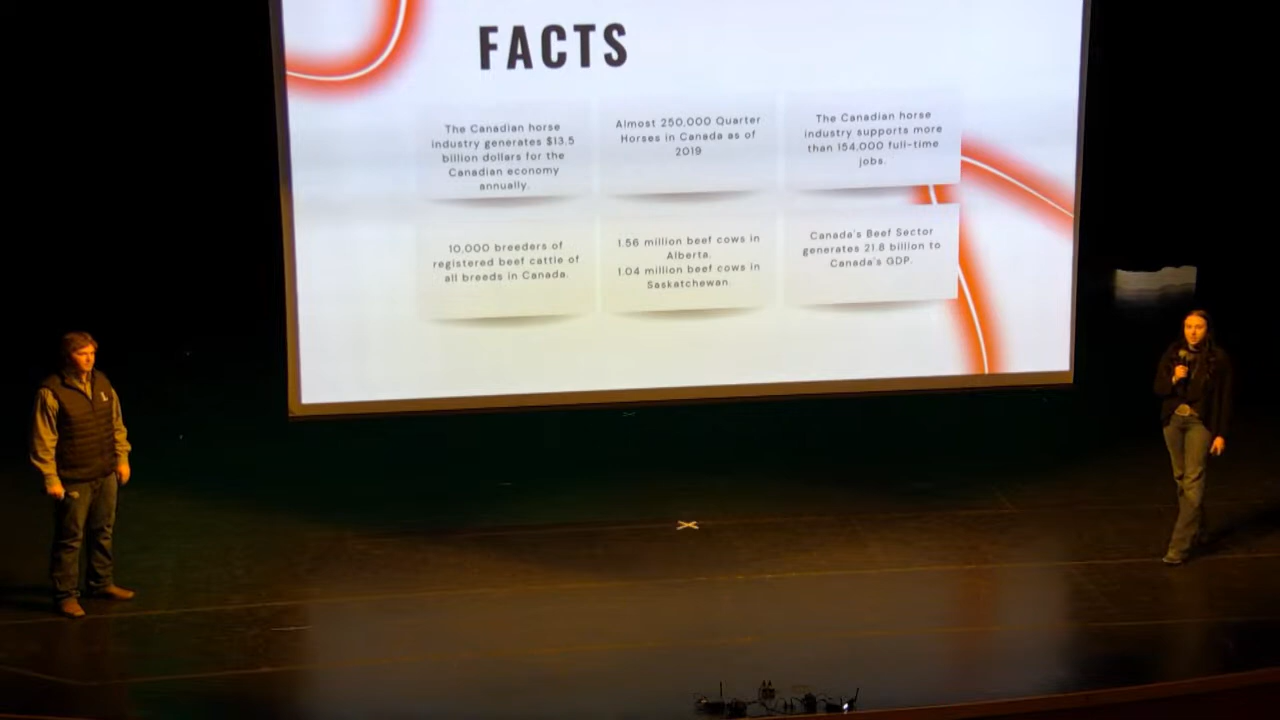 FACTS
The Canadian horse
industry generates $13.5
billion dollars for the
Canadian economy
annually.
Almost 250,000 Quarter
Horses in Canada as of
2019
The Canadian horse
industry supports more
than 154,000 full-time
jobs.
10,000 breeders of
registered beef cattle of
all breeds in Canada.
1.56 million beef cows in
Alberta.
1.04 million beef cows in
Saskatchewan.
Canada's Beef Sector
generates 21.8 billion to
Canada's GDP.